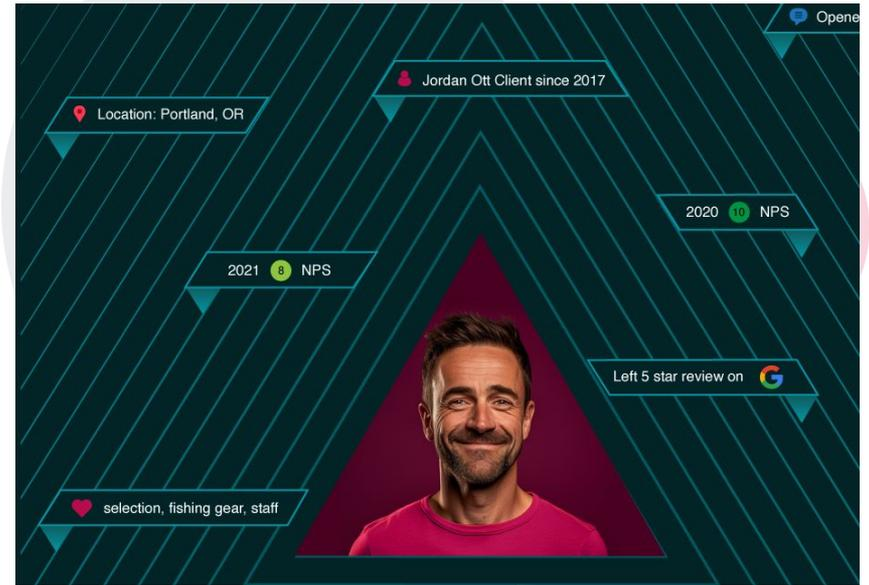 Opene
Jordan Ott Client since 2017
Location: Portland, OR
2020 10 NPS
2021 8 NPS
Left 5 star review on G
selection, fishing gear, staff